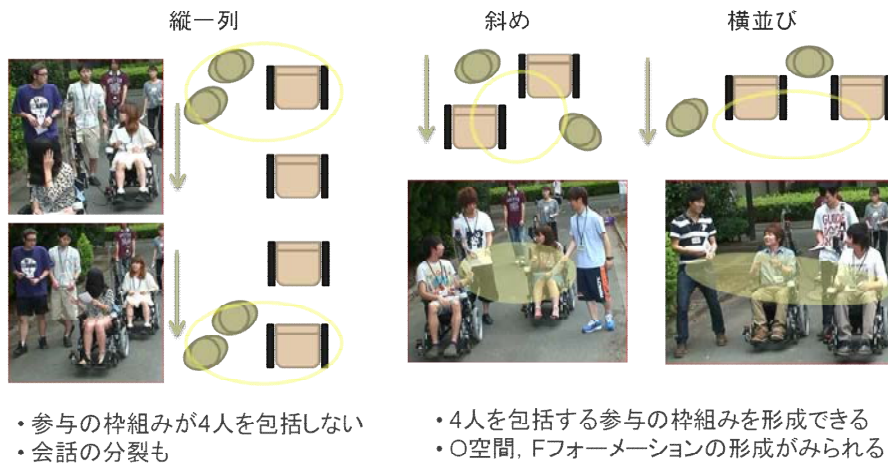 縦一列
斜め
横並び
・参与の枠組みが4人を包括しない
・会話の分裂も
・4人を包括する参与の枠組みを形成できる
・O空間, Fフォーメーションの形成がみられる